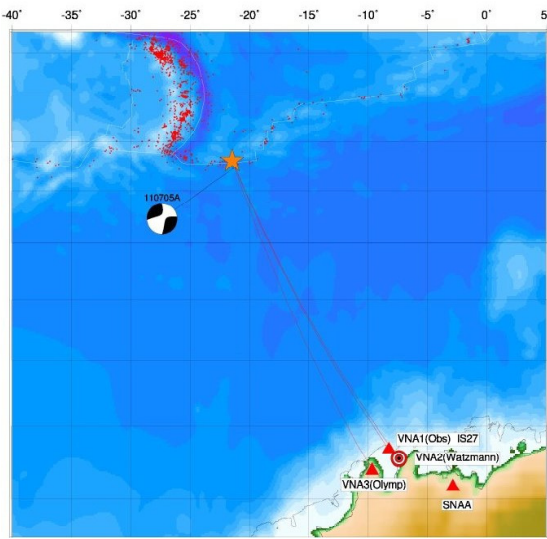 -40° -35° -30° -25° -20° -15° -10° -5° 0° 5
110705A
VNA1(Obs) IS27
VNA2(Watzmann)
VNA3(Olymp)
SNAA